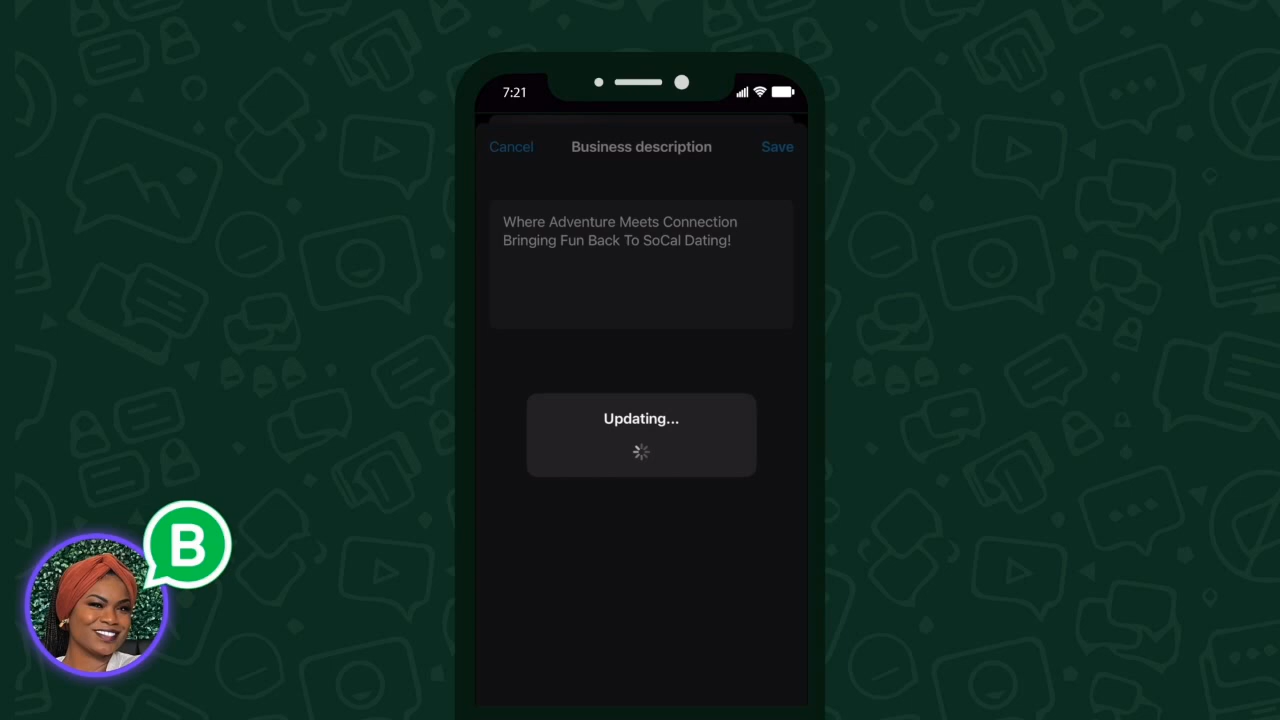 7:21
Cancel Business description Save
Where Adventure Meets Connection
Bringing Fun Back To SoCal Dating!
Updating...
B